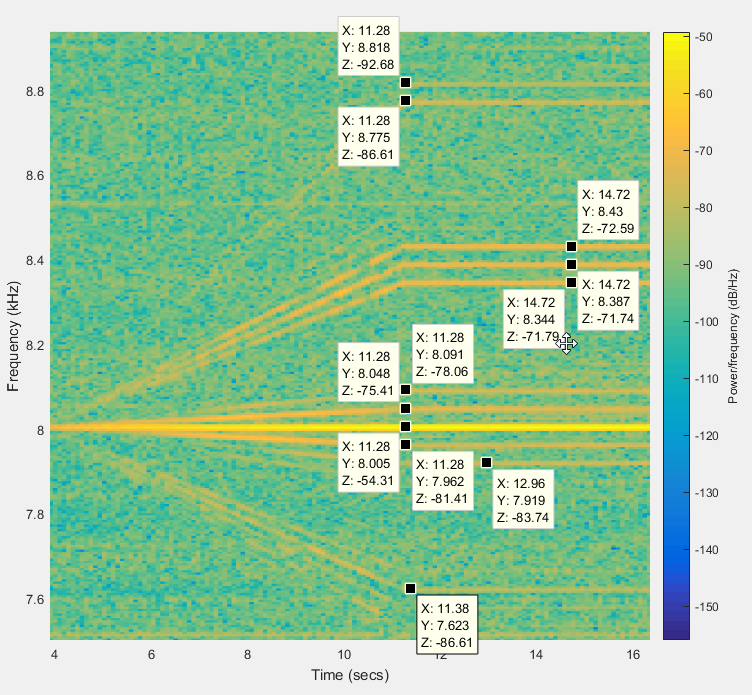 X: 11.28
Y: 8.818
Z: -92.68
X: 11.28
Y: 8.775
Z: -86.61
X: 14.72
Y: 8.43
Z: -72.59
X: 14.72
Y: 8.387
Z: -71.74
X: 14.72
Y: 8.344
Z: -71.79
X: 11.28
Y: 8.091
Z: -78.06
X: 11.28
Y: 8.048
Z: -75.41
X: 11.28
Y: 8.005
Z: -54.31
X: 11.28
Y: 7.962
Z: -81.41
X: 12.96
Y: 7.919
Z: -83.74
X: 11.38
Y: 7.623
Z: -86.61
8.8
8.6
8.4
8.2
8
7.8
7.6
Frequency (kHz)
4 6 8 10 12 14 16
Time (secs)
-50
-60
-70
-80
-90
-100
-110
-120
-130
-140
-150
Power/frequency (dB/Hz)